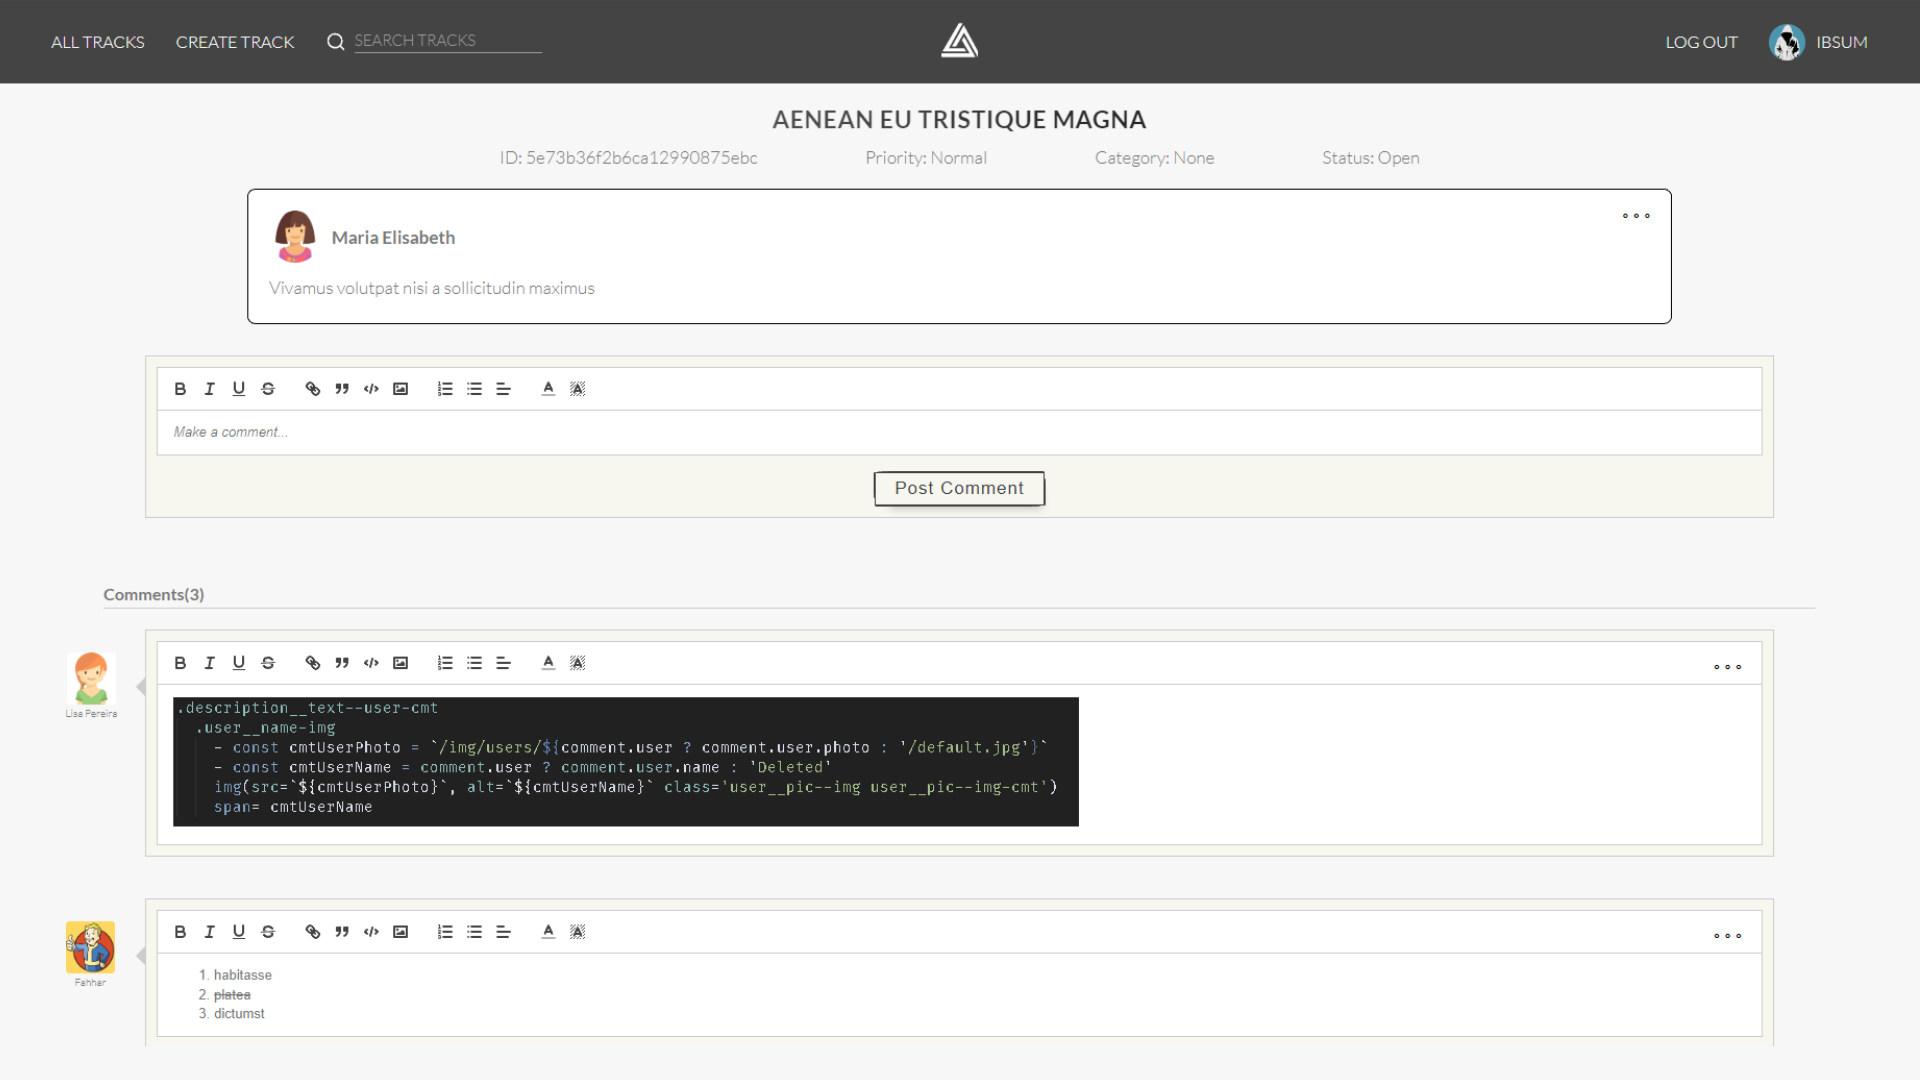 ALL TRACKS CREATE TRACK SEARCH TRACKS LOG OUT IBSUM
AENEAN EU TRISTIQUE MAGNA
ID: 5e73b36f2b6ca12990875ebc Priority: Normal Category: None Status: Open
Maria Elisabeth
Vivamus volutpat nisi a sollicitudin maximus
Make a comment...
Post Comment
Comments(3)
Lisa Pereira
.description__text--user-cmt
.user__name-img
- const cmtUserPhoto = `/img/users/${comment.user ? comment.user.photo : '/default.jpg'}`
- const cmtUserName = comment.user ? comment.user.name : 'Deleted'
img(src=`${cmtUserPhoto}`, alt=`${cmtUserName}` class='user__pic--img user__pic--img-cmt')
span= cmtUserName
Fahhar
1. habitasse
2. platea
3. dictumst